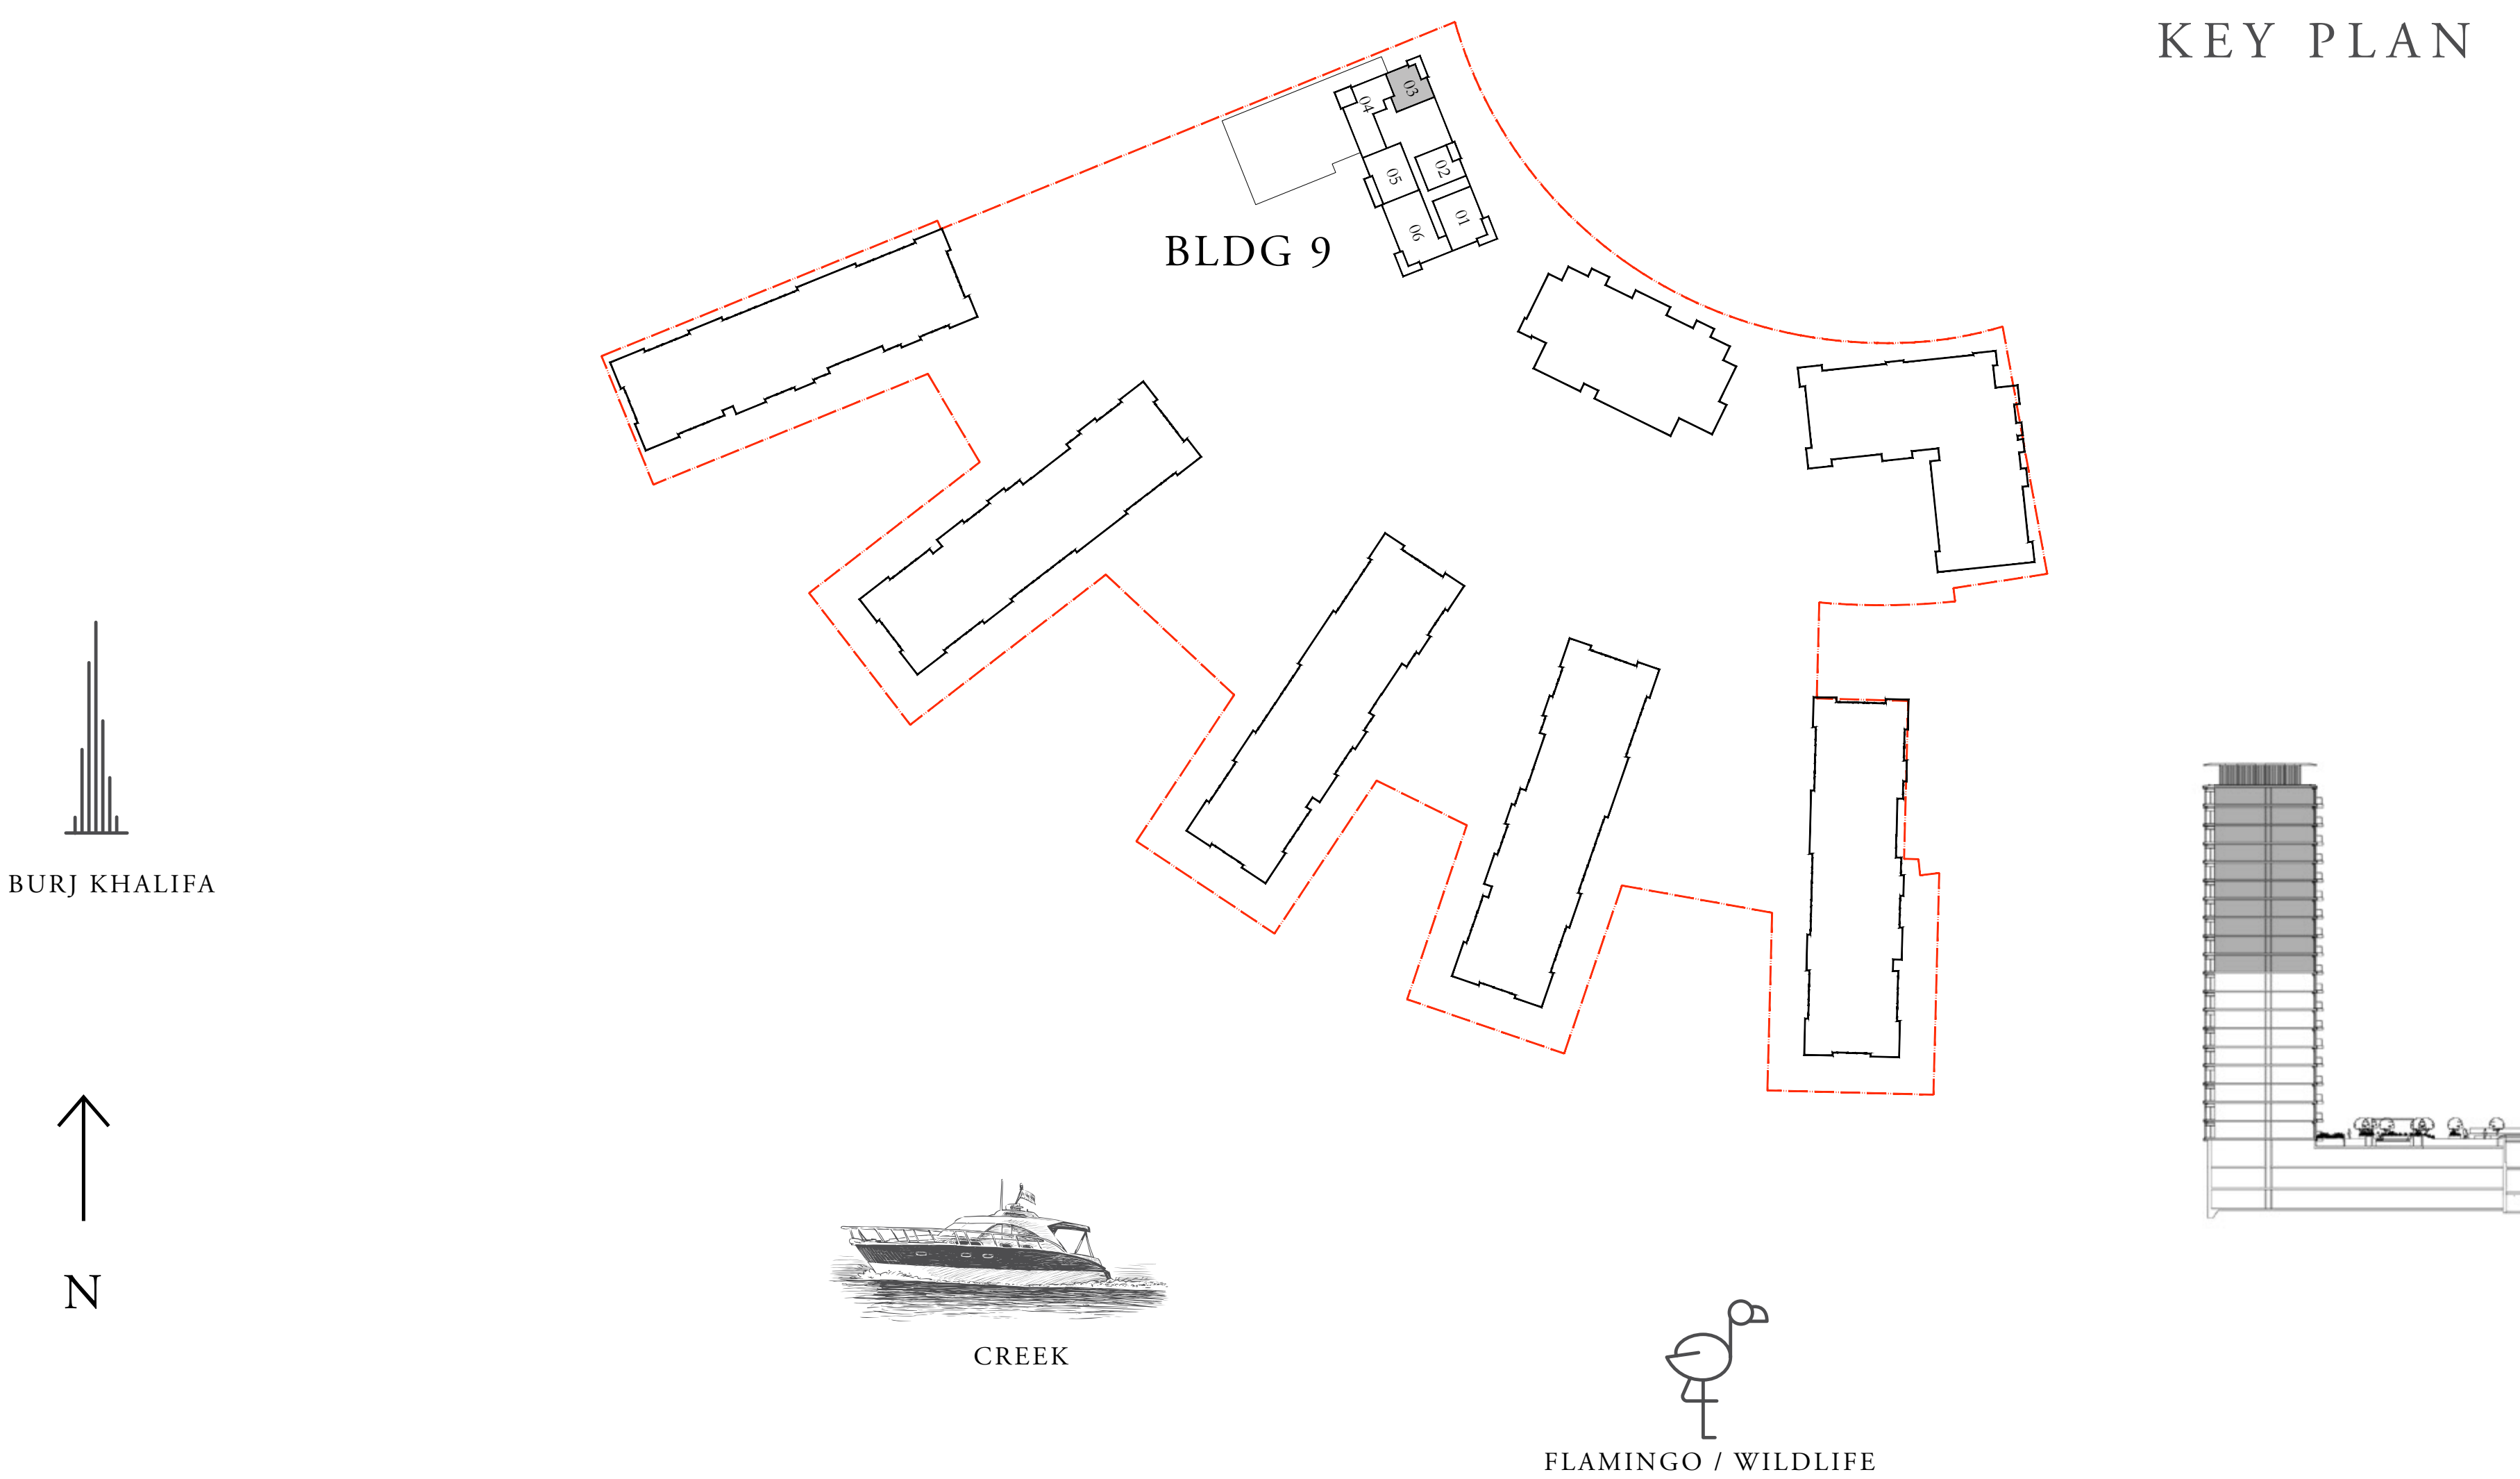 KEY PLAN
03
04
02
05
01
06
BLDG 9
BURJ KHALIFA
N
CREEK
FLAMINGO / WILDLIFE